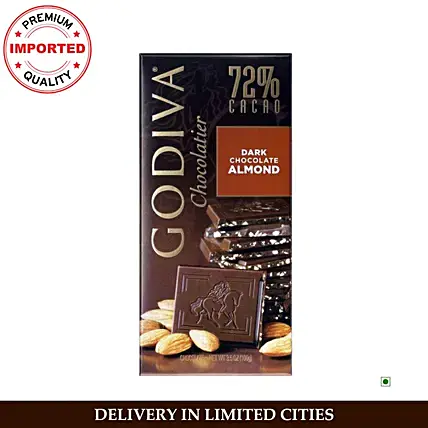 PREMIUM
IMPORTED
QUALITY
GODIVA
Chocolatier
72%
CACAO
DARK
CHOCOLATE
ALMOND
DELIVERY IN LIMITED CITIES